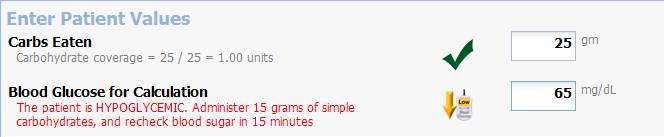 Enter Patient Values
Carbs Eaten
25 gm
Carbohydrate coverage = 25 / 25 = 1.00 units
Blood Glucose for Calculation
Low
Blood Glucose
65 mg/dL
The patient is HYPOGLYCEMIC. Administer 15 grams of simple
carbohydrates, and recheck blood sugar in 15 minutes